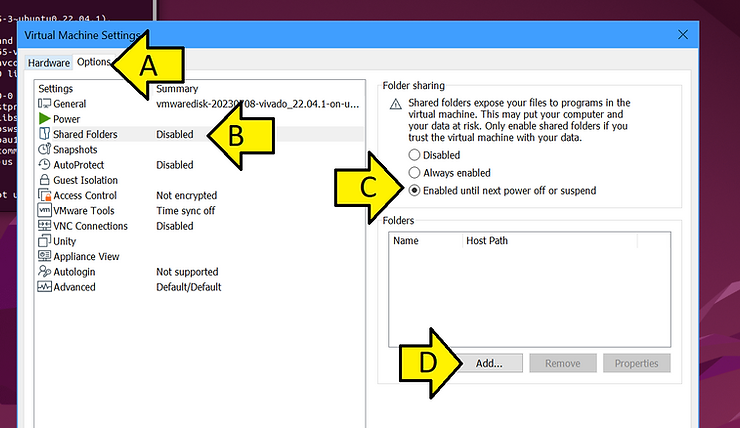 5-3~ubuntu0.22.04.1).
Virtual Machine Settings
Hardware
Options
A
Settings
Summary
General
vmwaredisk-20230708-vivado_22.04.1-on-u...
Power
Shared Folders
Disabled
B
Snapshots
AutoProtect
Disabled
Guest Isolation
Access Control
Not encrypted
VMware Tools
Time sync off
VNC Connections
Disabled
Unity
Appliance View
Autologin
Not supported
Advanced
Default/Default
Folder sharing
Shared folders expose your files to programs in the
virtual machine. This may put your computer and
your data at risk. Only enable shared folders if you
trust the virtual machine with your data.
Disabled
Always enabled
C
Enabled until next power off or suspend
Folders
Name
Host Path
D
Add...
Remove
Properties